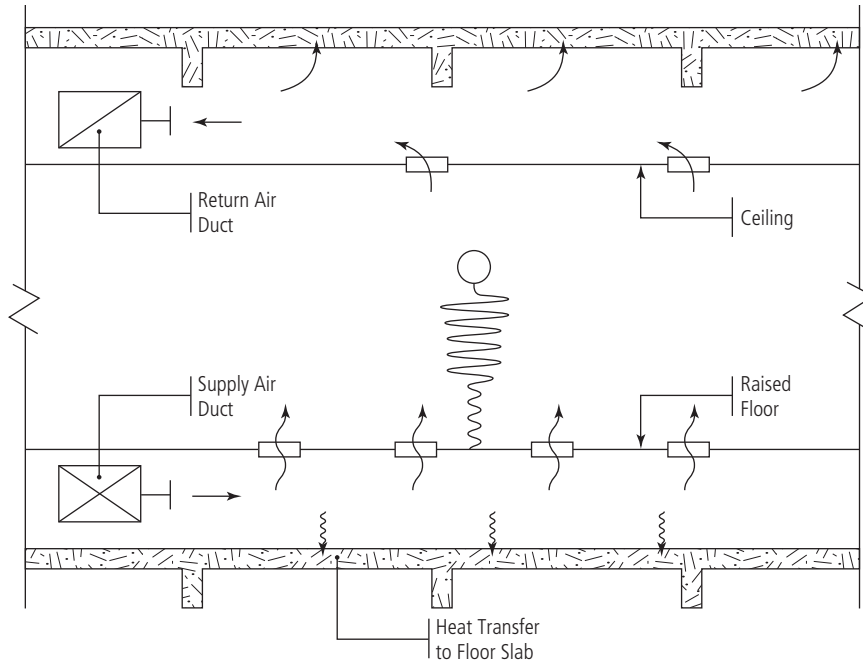 Return Air
Duct
Ceiling
Supply Air
Duct
Raised
Floor
Heat Transfer
to Floor Slab